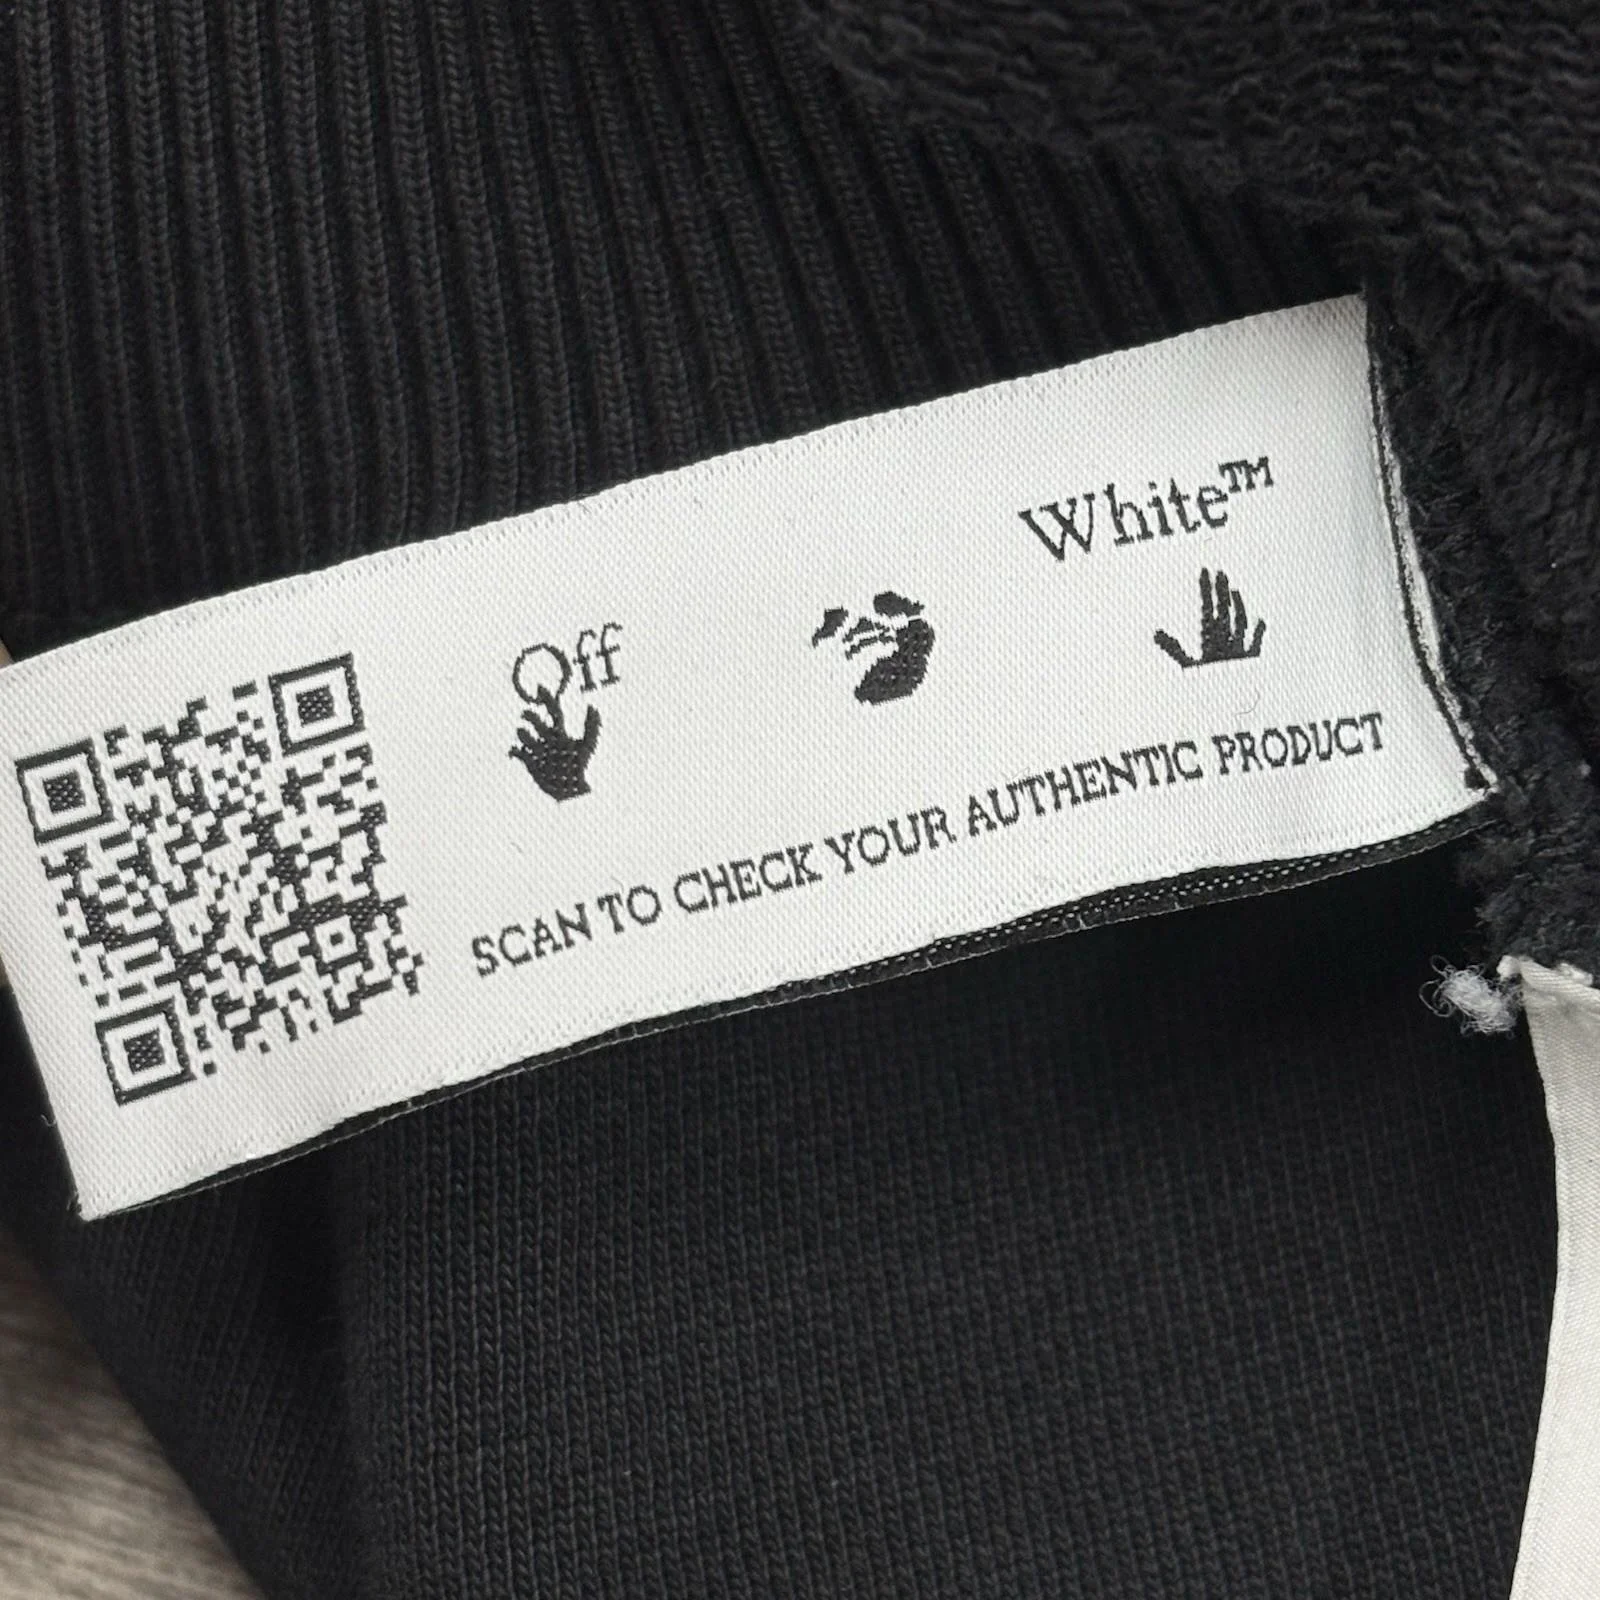 Off
White™
SCAN TO CHECK YOUR AUTHENTIC PRODUCT